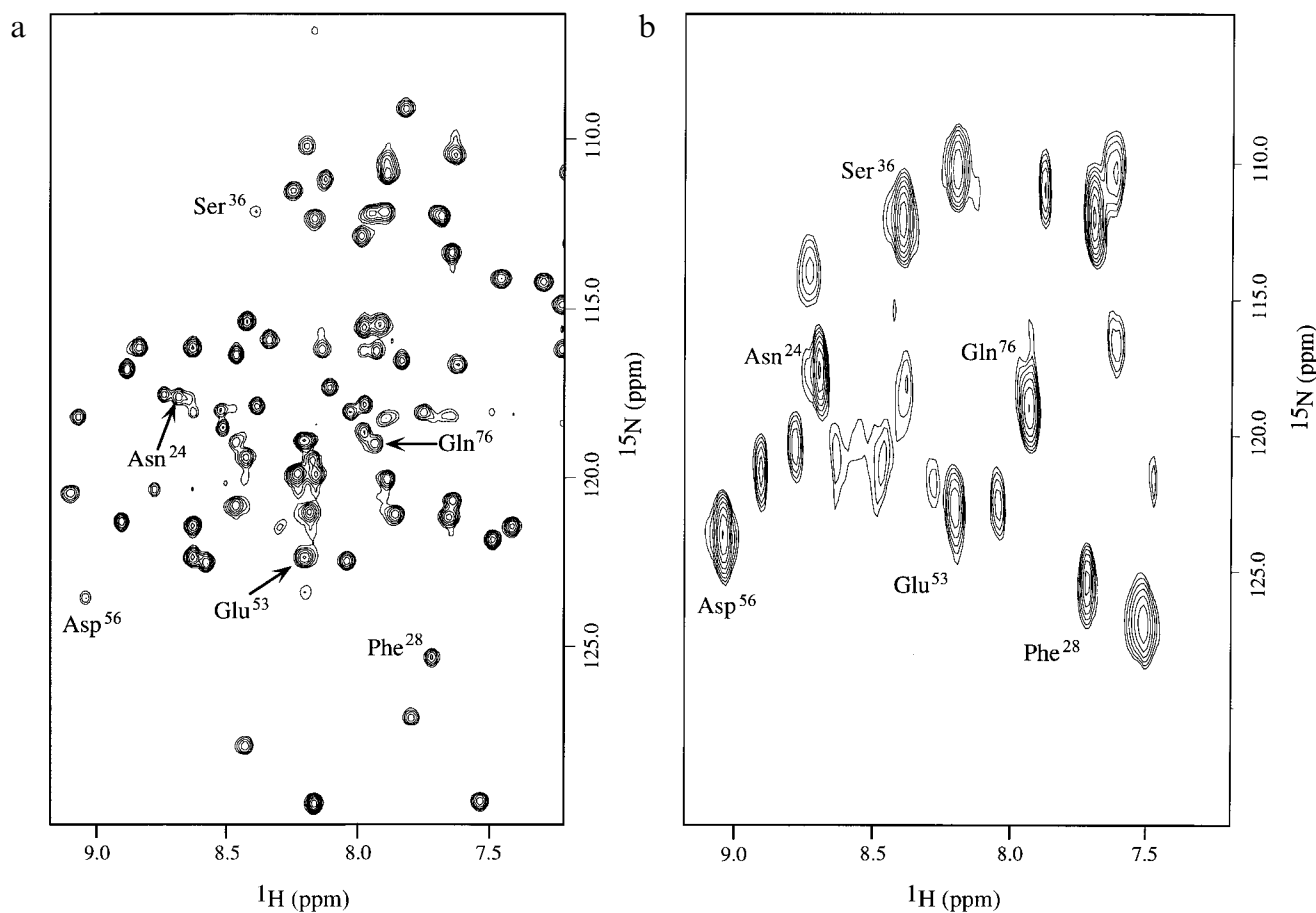 a
Ser36
Asn24
Gln76
Glu53
Asp56
Phe28
110.0
115.0
120.0
125.0
15N (ppm)
9.0 8.5 8.0 7.5
1H (ppm)
b
Ser36
Asn24
Gln76
Asp56
Glu53
Phe28
110.0
115.0
120.0
125.0
15N (ppm)
9.0 8.5 8.0 7.5
1H (ppm)